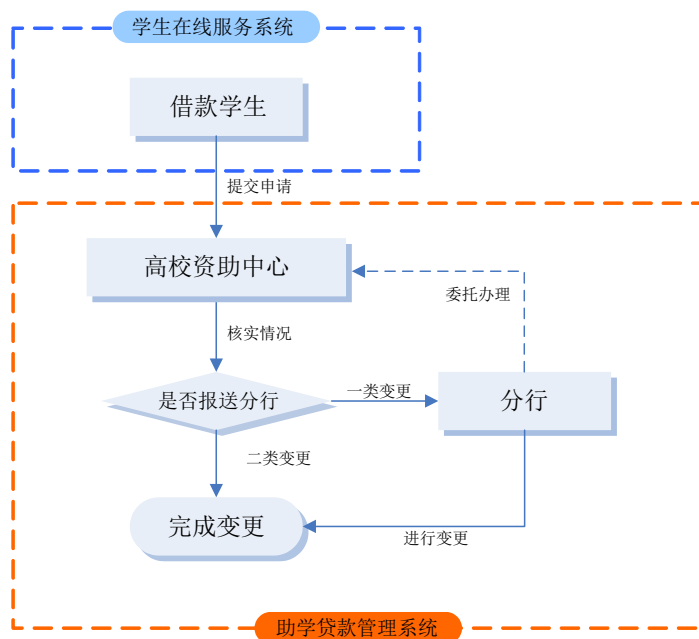 学生在线服务系统
借款学生
提交申请
高校资助中心
委托办理
核实情况
是否报送分行
一类变更
分行
二类变更
完成变更
进行变更
助学贷款管理系统